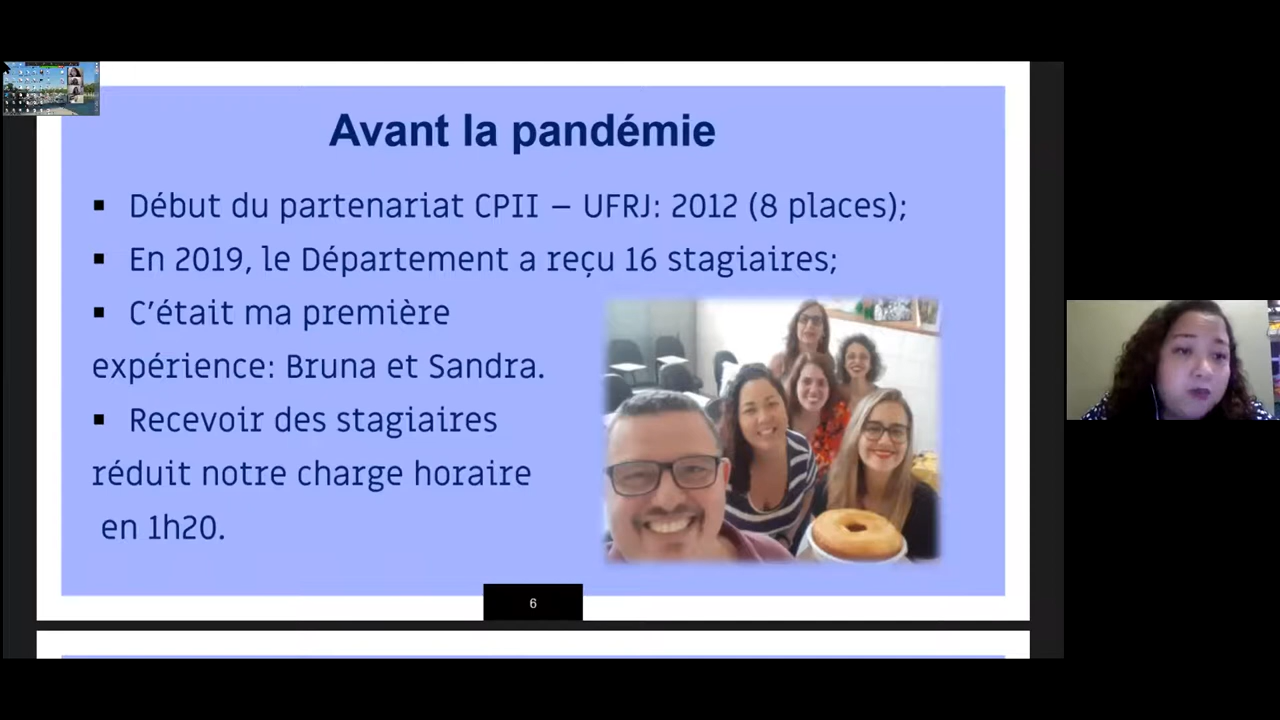 Avant la pandémie
▪ Début du partenariat CPII – UFRJ: 2012 (8 places);
▪ En 2019, le Département a reçu 16 stagiaires;
▪ C'était ma première
expérience: Bruna et Sandra.
▪ Recevoir des stagiaires
réduit notre charge horaire
en 1h20.
6